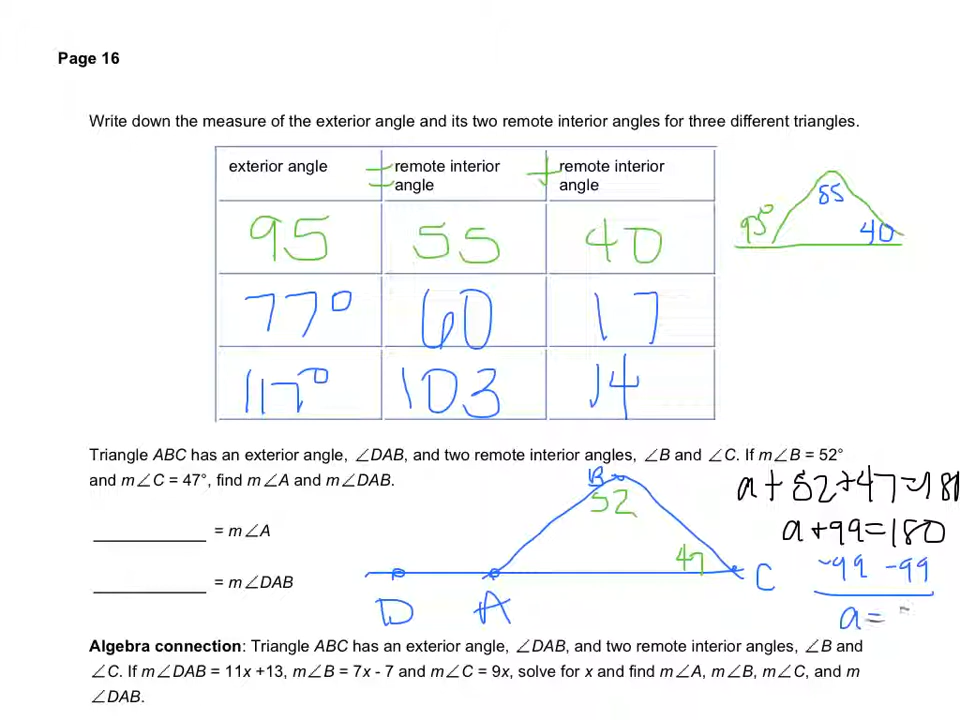 Page 16
Write down the measure of the exterior angle and its two remote interior angles for three different triangles.
exterior angle = remote interior angle + remote interior angle
95 55 40
95° 55 40
77° 60 17
117° 103 14
Triangle ABC has an exterior angle, ∠DAB, and two remote interior angles, ∠B and ∠C. If m∠B = 52°
and m∠C = 47°, find m∠A and m∠DAB.
B
52
a + 52 + 47 = 180
a + 99 = 180
__________ = m∠A
47
-99 -99
__________ = m∠DAB
D A C
a =
Algebra connection: Triangle ABC has an exterior angle, ∠DAB, and two remote interior angles, ∠B and
∠C. If m∠DAB = 11x +13, m∠B = 7x - 7 and m∠C = 9x, solve for x and find m∠A, m∠B, m∠C, and m
∠DAB.